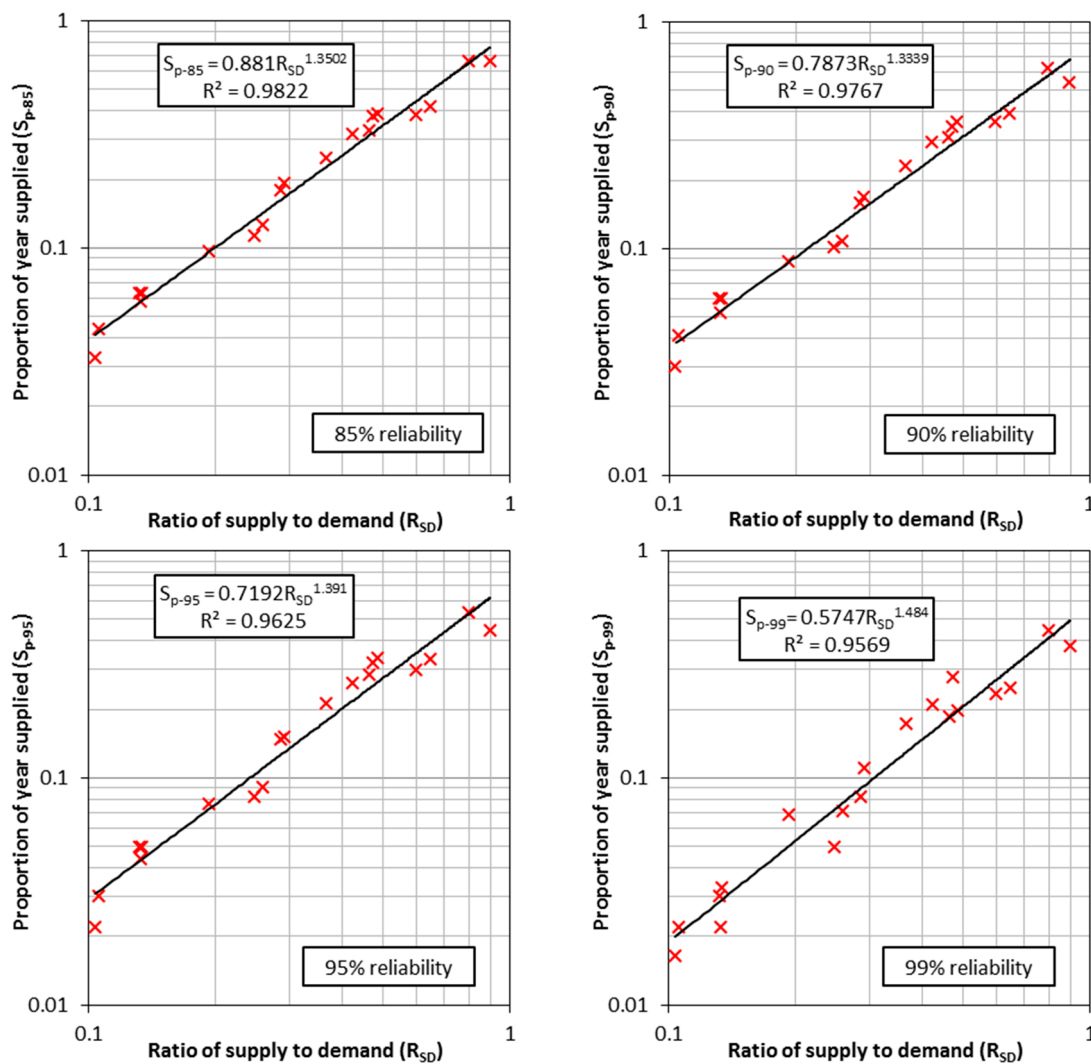 1
S_p-85 = 0.881R_SD^1.3502
R² = 0.9822
Proportion of year supplied (S_p-85)
0.1
85% reliability
0.01
0.1
1
Ratio of supply to demand (R_SD)
1
S_p-90 = 0.7873R_SD^1.3339
R² = 0.9767
Proportion of year supplied (S_p-90)
0.1
90% reliability
0.01
0.1
1
Ratio of supply to demand (R_SD)
1
S_p-95 = 0.7192R_SD^1.391
R² = 0.9625
Proportion of year supplied (S_p-95)
0.1
95% reliability
0.01
0.1
1
Ratio of supply to demand (R_SD)
1
S_p-99 = 0.5747R_SD^1.484
R² = 0.9569
Proportion of year supplied (S_p-99)
0.1
99% reliability
0.01
0.1
1
Ratio of supply to demand (R_SD)